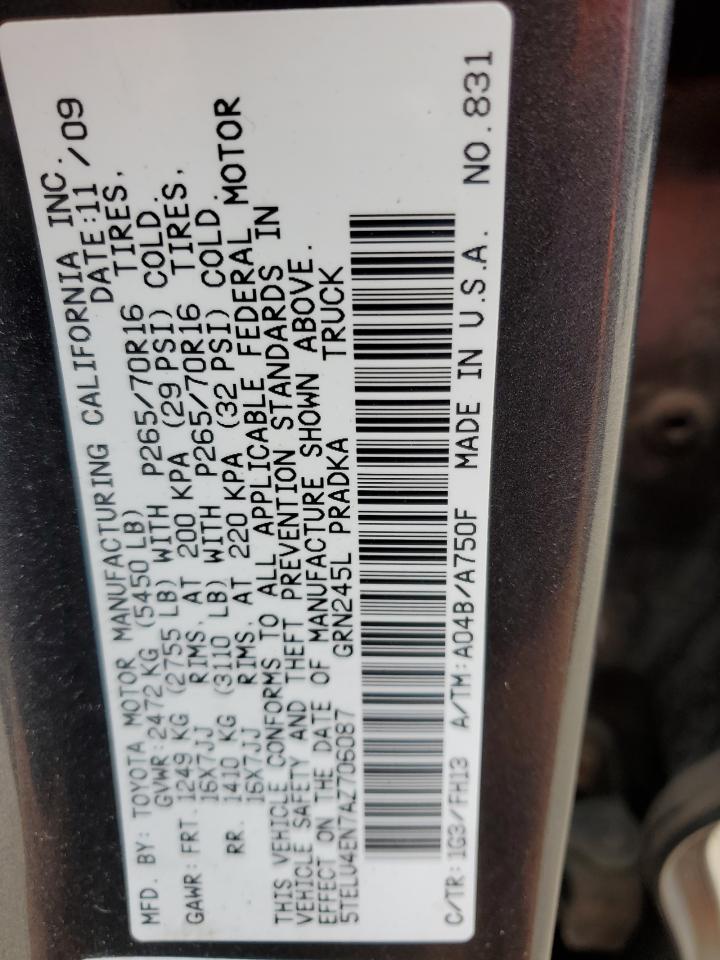 MFD. BY: TOYOTA MOTOR MANUFACTURING CALIFORNIA INC.
GVWR: 2472 KG (5450 LB) DATE: 11/09
GAWR: FRT. 1249 KG (2755 LB) WITH P265/70R16 TIRES,
16X7JJ RIMS, AT 200 KPA (29 PSI) COLD.
RR. 1410 KG (3110 LB) WITH P265/70R16 TIRES,
16X7JJ RIMS, AT 220 KPA (32 PSI) COLD.
THIS VEHICLE CONFORMS TO ALL APPLICABLE FEDERAL MOTOR
VEHICLE SAFETY AND THEFT PREVENTION STANDARDS IN
EFFECT ON THE DATE OF MANUFACTURE SHOWN ABOVE.
5TELU4EN7AZ706087 GRN245L PRADKA TRUCK
C/TR: 1G3/FH13 A/TM: A04B/A750F MADE IN U.S.A. NO.831